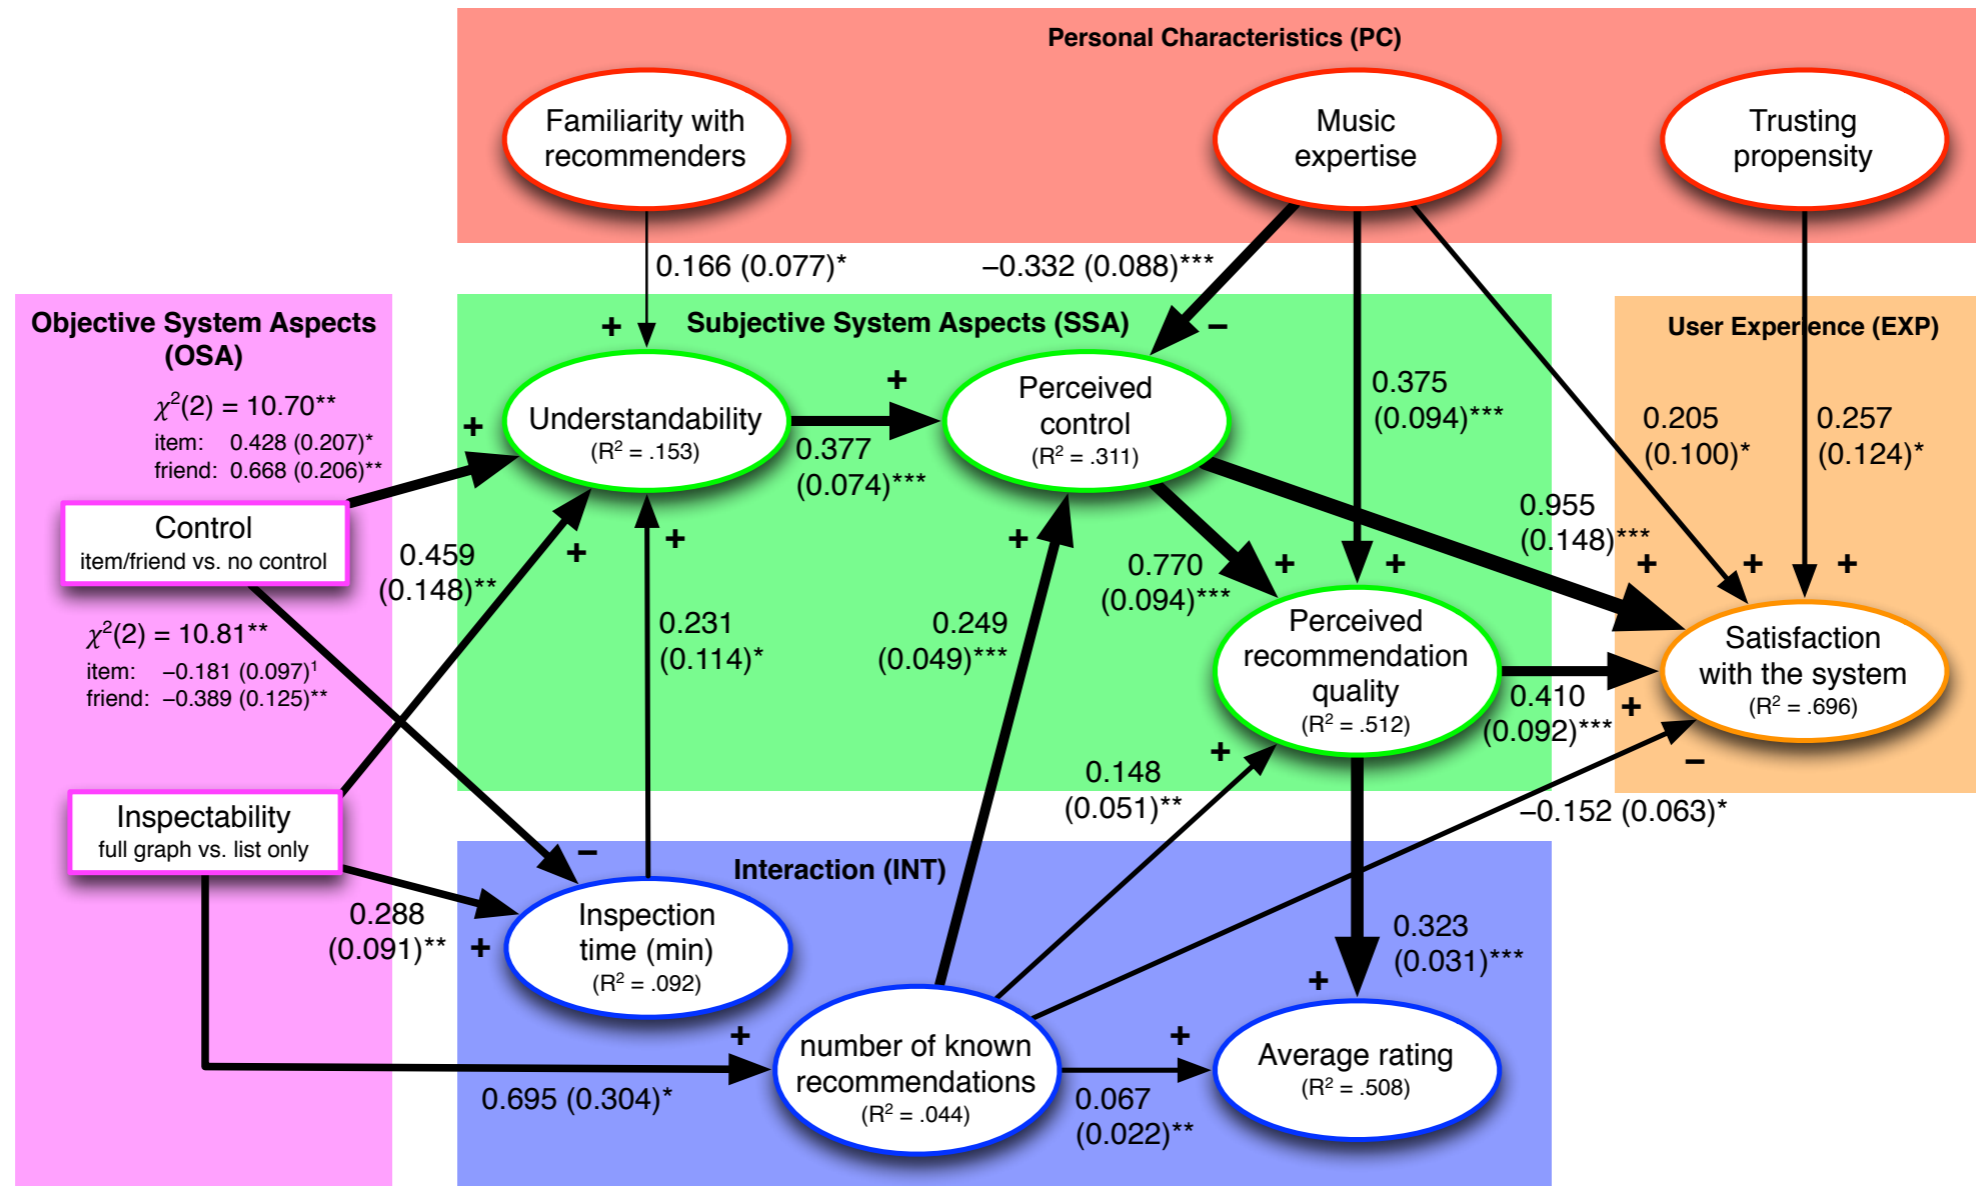 Personal Characteristics (PC)
Familiarity with
recommenders
Music
expertise
Trusting
propensity
0.166 (0.077)*
−0.332 (0.088)***
Objective System Aspects
(OSA)
χ²(2) = 10.70**
item: 0.428 (0.207)*
friend: 0.668 (0.206)**
+
Subjective System Aspects (SSA)
−
User Experience (EXP)
+
Understandability
(R² = .153)
+
0.377
(0.074)***
Perceived
control
(R² = .311)
0.375
(0.094)***
0.205
(0.100)*
0.257
(0.124)*
Control
item/friend vs. no control
0.459
(0.148)**
+
+
+
0.955
(0.148)***
χ²(2) = 10.81**
item: −0.181 (0.097)¹
friend: −0.389 (0.125)**
0.231
(0.114)*
0.249
(0.049)***
0.770
(0.094)***
+
+
+
+
+
Perceived
recommendation
quality
(R² = .512)
Satisfaction
with the system
(R² = .696)
0.410
(0.092)***
+
+
−
0.148
(0.051)**
−0.152 (0.063)*
Inspectability
full graph vs. list only
−
Interaction (INT)
0.288
(0.091)**
+
Inspection
time (min)
(R² = .092)
0.323
(0.031)***
+
+
number of known
recommendations
(R² = .044)
+
Average rating
(R² = .508)
0.695 (0.304)*
0.067
(0.022)**